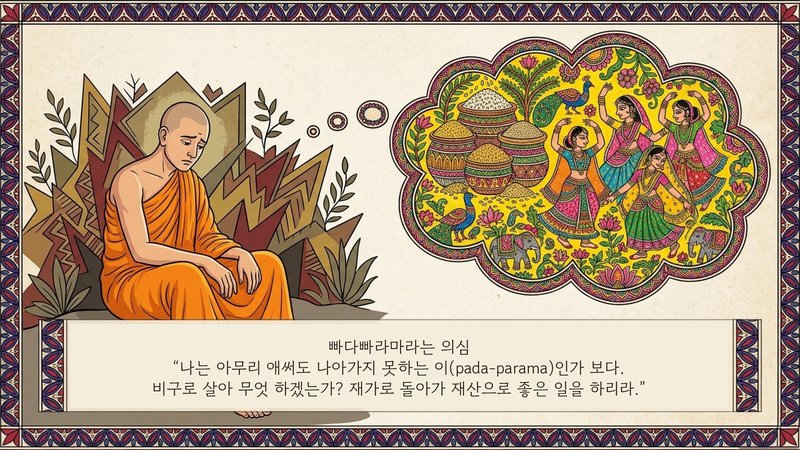 빠다빠라마라는 의심
“나는 아무리 애써도 나아가지 못하는 이(pada-parama)인가 보다.
비구로 살아 무엇 하겠는가? 재가로 돌아가 재산으로 좋은 일을 하리라.”